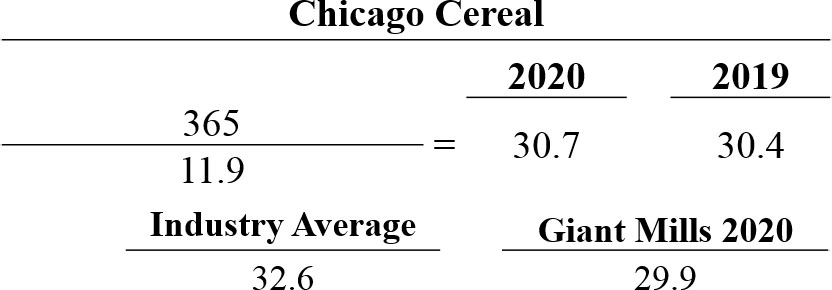 Chicago Cereal
2020 2019
365
11.9
= 30.7 30.4
Industry Average Giant Mills 2020
32.6 29.9